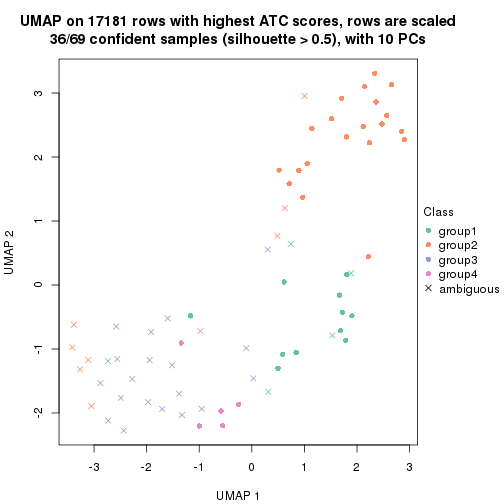 UMAP on 17181 rows with highest ATC scores, rows are scaled
36/69 confident samples (silhouette > 0.5), with 10 PCs
3
2
1
0
-1
-2
UMAP 2
-3 -2 -1 0 1 2 3
UMAP 1
Class
group1
group2
group3
group4
ambiguous